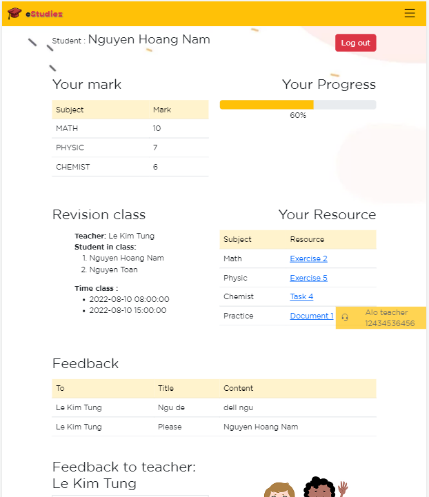 eStudiez
Student : Nguyen Hoang Nam
Log out
Your mark
Subject Mark
MATH 10
PHYSIC 7
CHEMIST 6
Your Progress
60%
Revision class
Teacher: Le Kim Tung
Student in class:
1. Nguyen Hoang Nam
2. Nguyen Toan
Time class :
2022-08-10 08:00:00
2022-08-10 15:00:00
Your Resource
Subject Resource
Math Exercise 2
Physic Exercise 5
Chemist Task 4
Practice Document 1
Alo teacher
12434536456
Feedback
To Title Content
Le Kim Tung Ngu de dell ngu
Le Kim Tung Please Nguyen Hoang Nam
Feedback to teacher:
Le Kim Tung